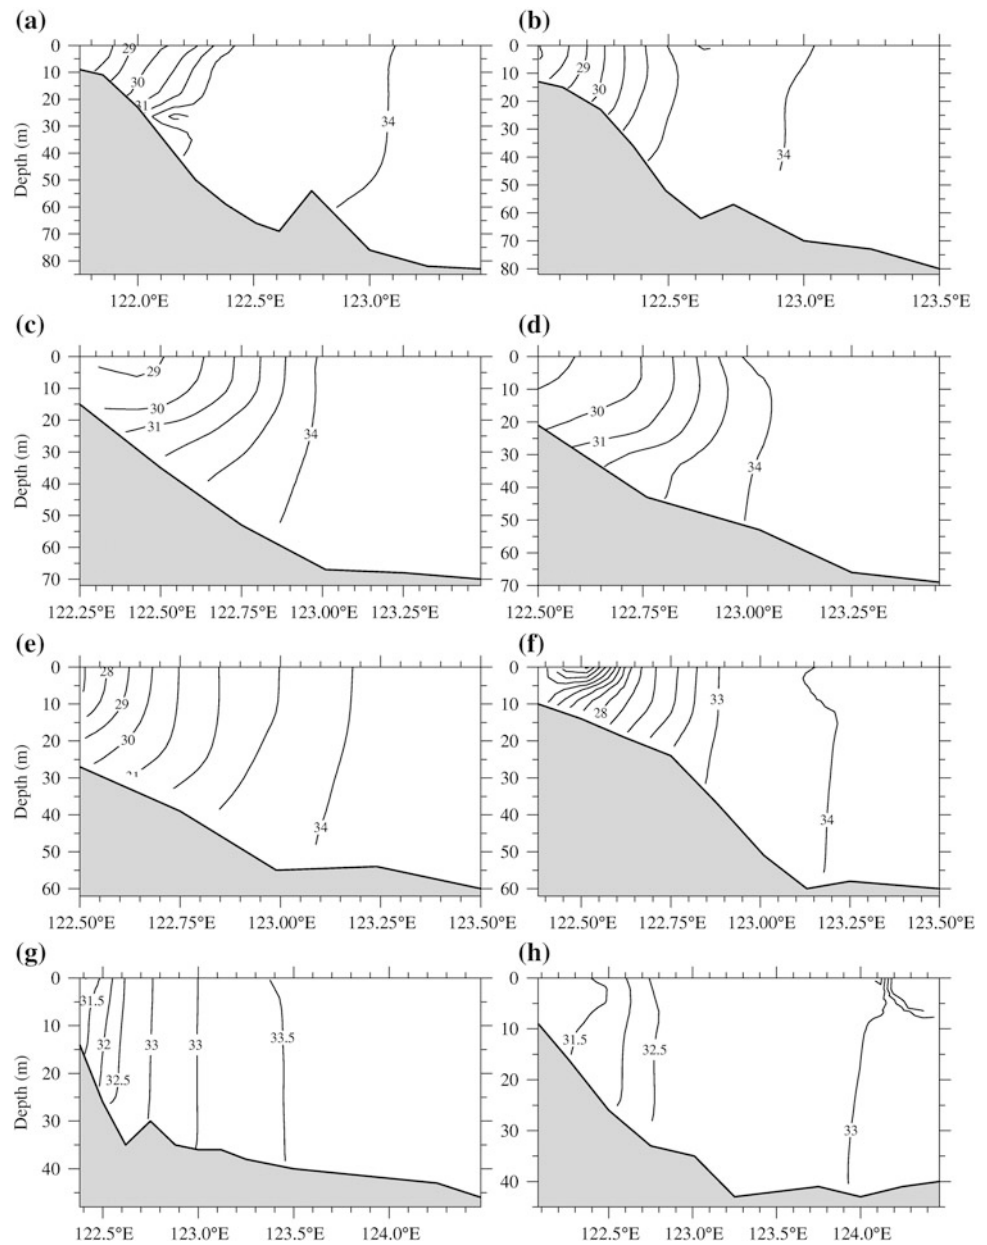 (a)
(b)
0
10
20
30
40
50
60
70
80
Depth (m)
29
30
31
34
122.0°E
122.5°E
123.0°E
0
10
20
30
40
50
60
70
80
29
30
34
122.5°E
123.0°E
123.5°E
(c)
(d)
0
10
20
30
40
50
60
70
Depth (m)
29
30
31
34
122.25°E
122.50°E
122.75°E
123.00°E
123.25°E
0
10
20
30
40
50
60
70
30
31
34
122.50°E
122.75°E
123.00°E
123.25°E
(e)
(f)
0
10
20
30
40
50
60
Depth (m)
28
29
30
31
34
122.50°E
122.75°E
123.00°E
123.25°E
123.50°E
0
10
20
30
40
50
60
28
33
34
122.50°E
122.75°E
123.00°E
123.25°E
123.50°E
(g)
(h)
0
10
20
30
40
Depth (m)
31.5
32
32.5
33
33
33.5
122.5°E
123.0°E
123.5°E
124.0°E
0
10
20
30
40
31.5
32.5
33
122.5°E
123.0°E
123.5°E
124.0°E